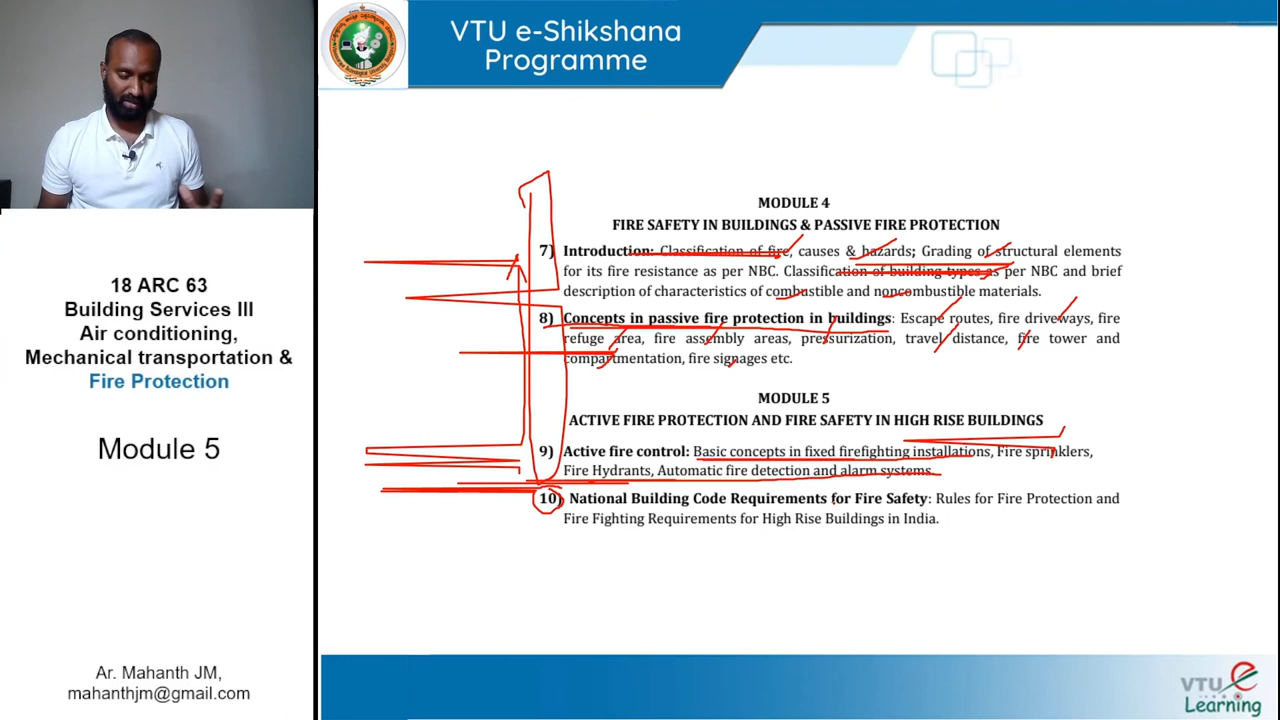 VTU e-Shikshana
Programme
18 ARC 63
Building Services III
Air conditioning,
Mechanical transportation &
Fire Protection
Module 5
Ar. Mahanth JM,
mahanthjm@gmail.com
MODULE 4
FIRE SAFETY IN BUILDINGS & PASSIVE FIRE PROTECTION
7) Introduction: Classification of fire, causes & hazards; Grading of structural elements
for its fire resistance as per NBC. Classification of building types as per NBC and brief
description of characteristics of combustible and noncombustible materials.
8) Concepts in passive fire protection in buildings: Escape routes, fire driveways, fire
refuge area, fire assembly areas, pressurization, travel distance, fire tower and
compartmentation, fire signages etc.
MODULE 5
ACTIVE FIRE PROTECTION AND FIRE SAFETY IN HIGH RISE BUILDINGS
9) Active fire control: Basic concepts in fixed firefighting installations, Fire sprinklers,
Fire Hydrants, Automatic fire detection and alarm systems.
10) National Building Code Requirements for Fire Safety: Rules for Fire Protection and
Fire Fighting Requirements for High Rise Buildings in India.
VTU e
Learning